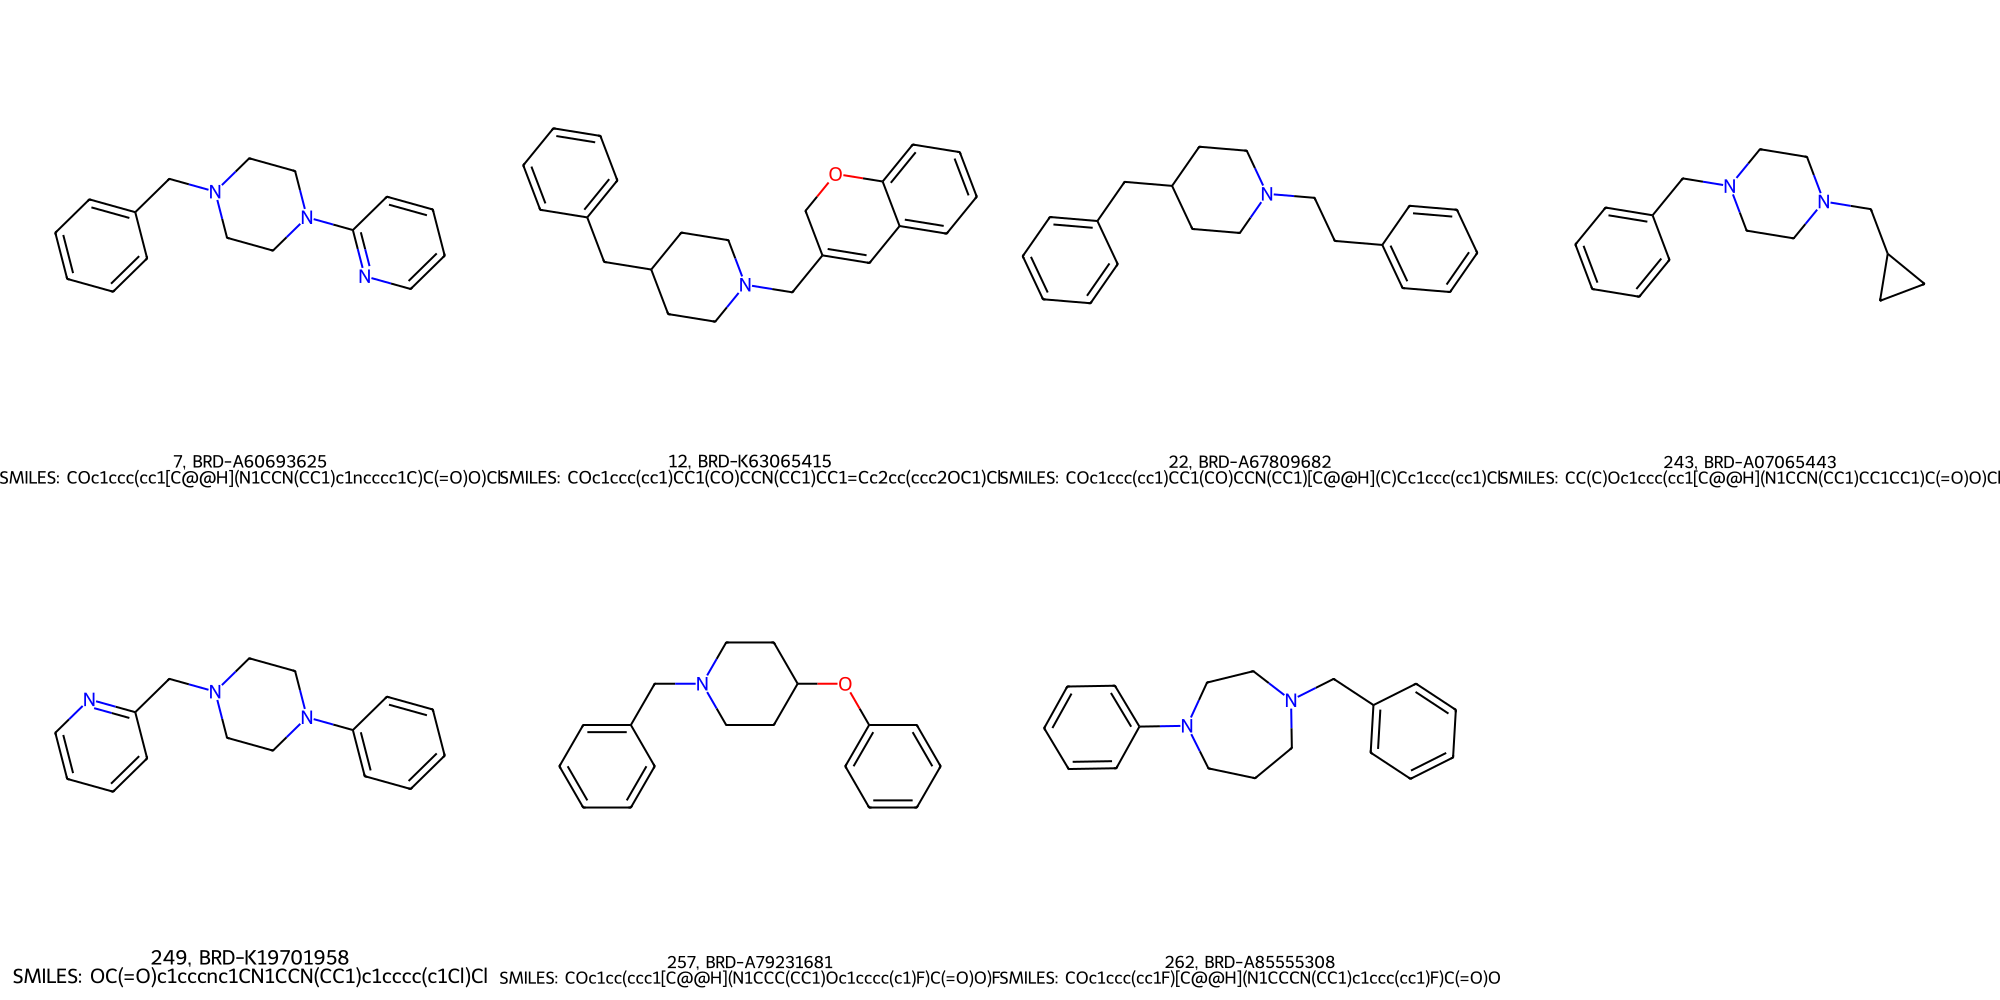 N
N
N
O
N
N
N
N
7, BRD-A60693625
12, BRD-K63065415
22, BRD-A67809682
243, BRD-A07065443
SMILES: COc1ccc(cc1[C@@H](N1CCN(CC1)c1ncccc1C)C(=O)O)Cl
SMILES: COc1ccc(cc1)CC1(CO)CCN(CC1)CC1=Cc2cc(ccc2OC1)Cl
SMILES: COc1ccc(cc1)CC1(CO)CCN(CC1)[C@@H](C)Cc1ccc(cc1)Cl
SMILES: CC(C)Oc1ccc(cc1[C@@H](N1CCN(CC1)CC1CC1)C(=O)O)Cl
N
N
N
N
O
N
N
249, BRD-K19701958
257, BRD-A79231681
262, BRD-A85555308
SMILES: OC(=O)c1cccnc1CN1CCN(CC1)c1cccc(c1Cl)Cl
SMILES: COc1cc(ccc1[C@@H](N1CCC(CC1)Oc1cccc(c1)F)C(=O)O)F
SMILES: COc1ccc(cc1F)[C@@H](N1CCCN(CC1)c1ccc(cc1)F)C(=O)O